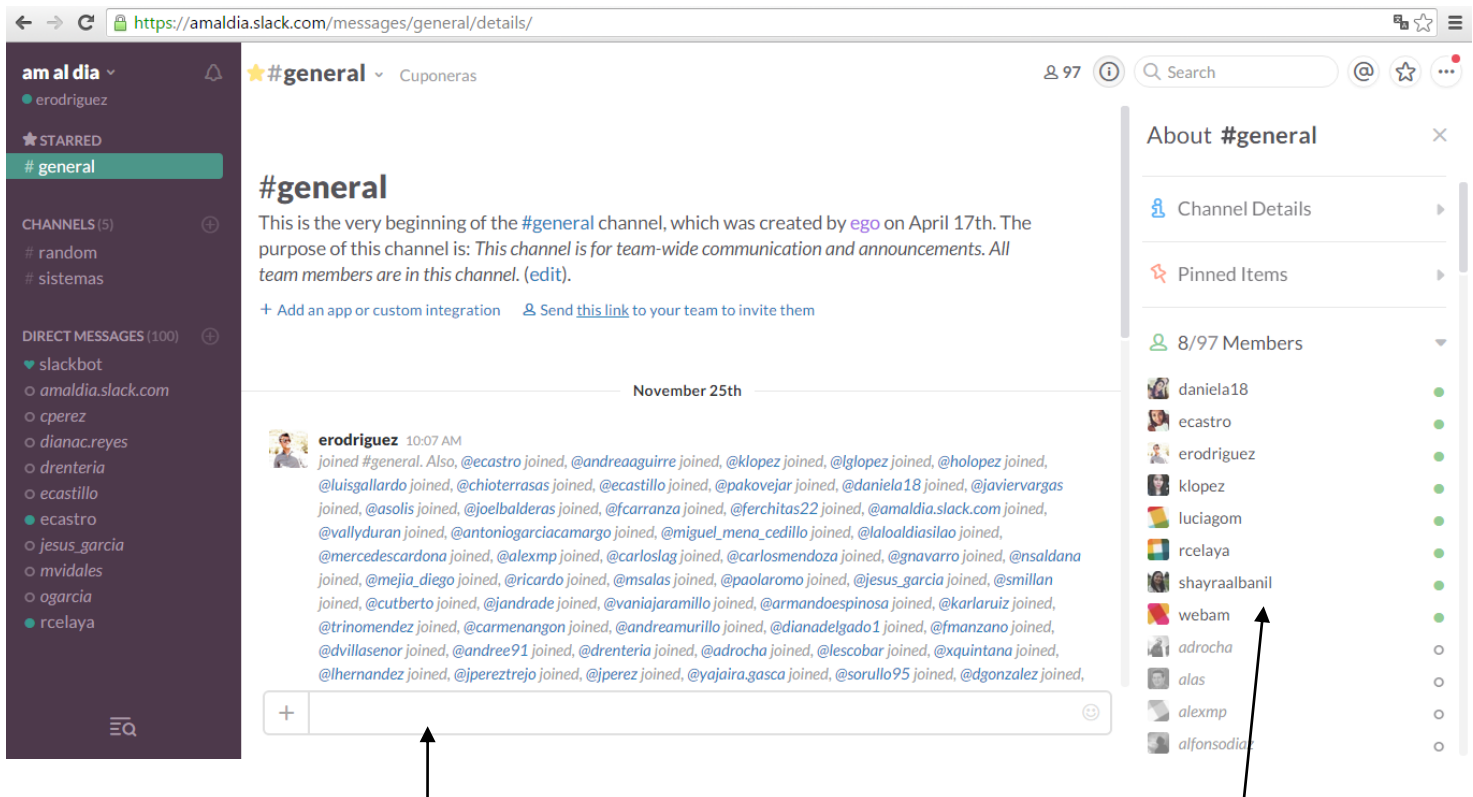 https://amaldia.slack.com/messages/general/details/
am al dia
erodriguez
STARRED
# general
CHANNELS (5)
# random
# sistemas
DIRECT MESSAGES (100)
slackbot
amaldia.slack.com
cperez
dianac.reyes
drenteria
ecastillo
ecastro
jesus_garcia
mvidales
ogarcia
rcelaya
#general Cuponeras
97
Search
#general
This is the very beginning of the #general channel, which was created by ego on April 17th. The
purpose of this channel is: This channel is for team-wide communication and announcements. All
team members are in this channel. (edit).
+ Add an app or custom integration Send this link to your team to invite them
November 25th
erodriguez 10:07 AM
joined #general. Also, @ecastro joined, @andreaaguirre joined, @klopez joined, @lglopez joined, @holopez joined,
@luisgallardo joined, @chioterrasas joined, @ecastillo joined, @pakovejar joined, @daniela18 joined, @javiervargas
joined, @asolis joined, @joelbalderas joined, @fcarranza joined, @ferchitas22 joined, @amaldia.slack.com joined,
@vallyduran joined, @antoniogarciacamargo joined, @miguel_mena_cedillo joined, @laloaldiasilao joined,
@mercedescardona joined, @alexmp joined, @carloslag joined, @carlosmendoza joined, @gnavarro joined, @nsaldana
joined, @mejia_diego joined, @ricardo joined, @msalas joined, @paolaromo joined, @jesus_garcia joined, @smillan
joined, @cutberto joined, @jandrade joined, @vaniajaramillo joined, @armandoespinosa joined, @karlaruiz joined,
@trinomendez joined, @carmenangon joined, @andreamurillo joined, @dianadelgado1 joined, @fmanzano joined,
@dvillasenor joined, @andree91 joined, @drenteria joined, @adrocha joined, @lescobar joined, @xquintana joined,
@lhernandez joined, @jpereztrejo joined, @jperez joined, @yajaira.gasca joined, @sorullo95 joined, @dgonzalez joined,
About #general
Channel Details
Pinned Items
8/97 Members
daniela18
ecastro
erodriguez
klopez
luciagom
rcelaya
shayraalbanil
webam
adrocha
alas
alexmp
alfonsodiaz